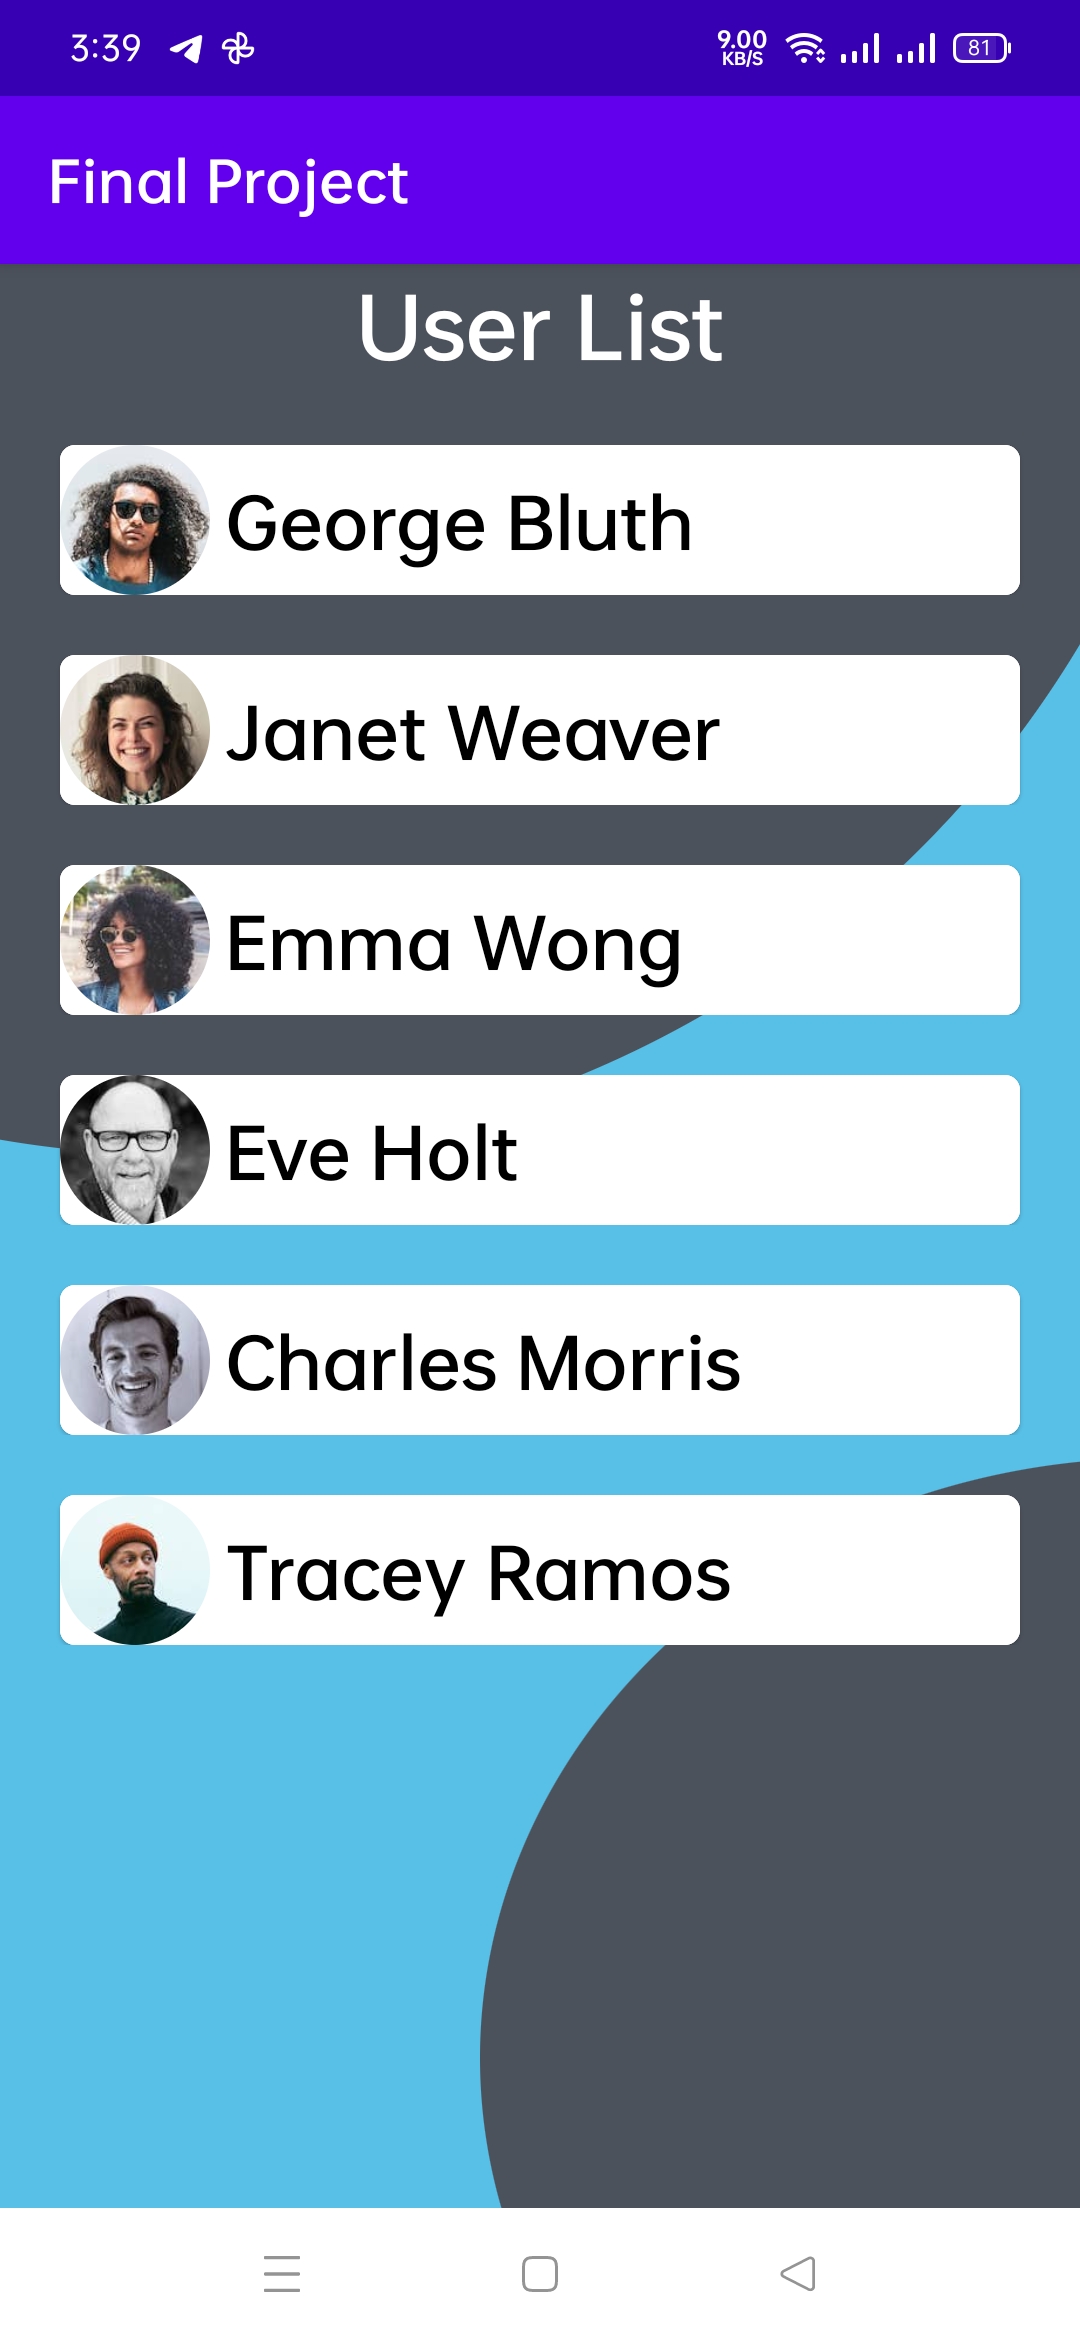 3:39
9.00
KB/S
81
Final Project
User List
George Bluth
Janet Weaver
Emma Wong
Eve Holt
Charles Morris
Tracey Ramos